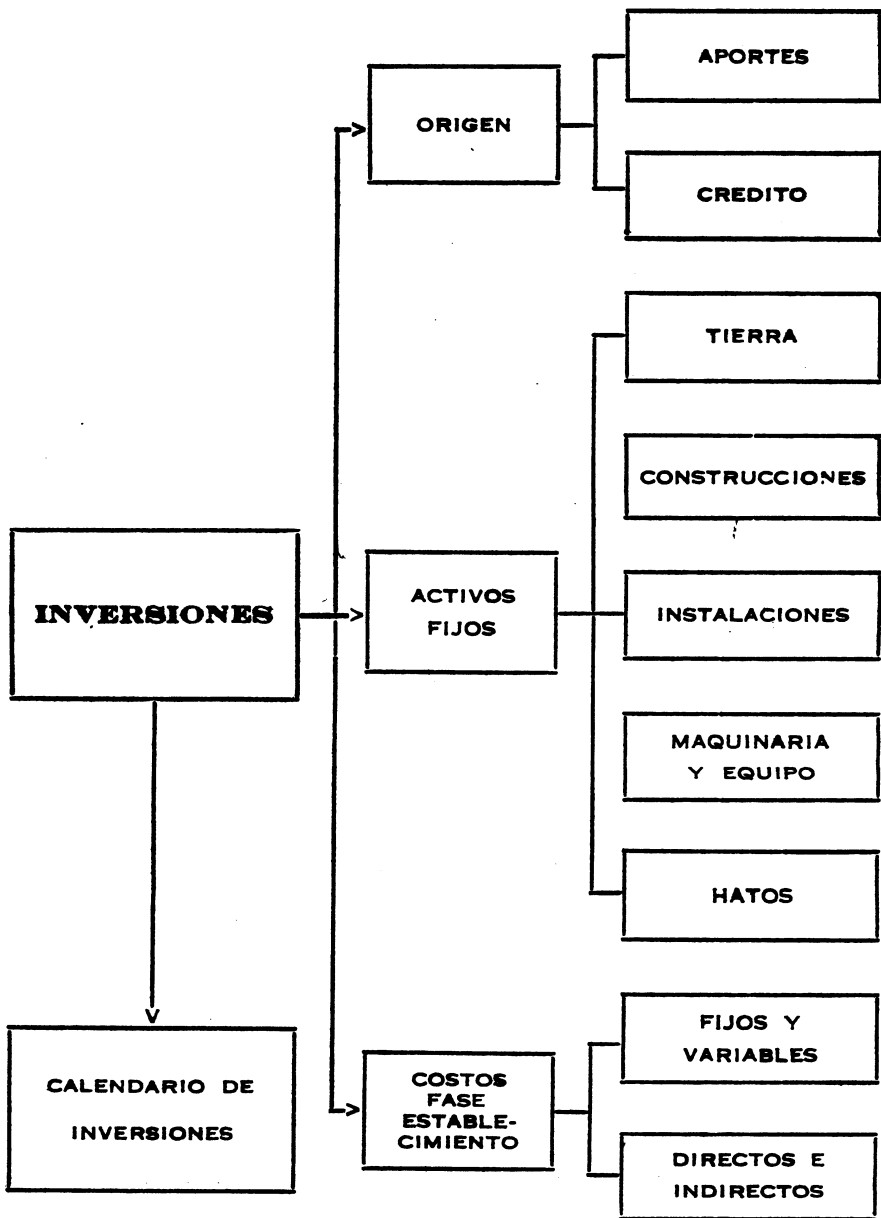 APORTES
ORIGEN
CREDITO
TIERRA
CONSTRUCCIONES
INVERSIONES
ACTIVOS
FIJOS
INSTALACIONES
MAQUINARIA
Y EQUIPO
HATOS
CALENDARIO DE
INVERSIONES
COSTOS
FASE
ESTABLE-
CIMIENTO
FIJOS Y
VARIABLES
DIRECTOS E
INDIRECTOS